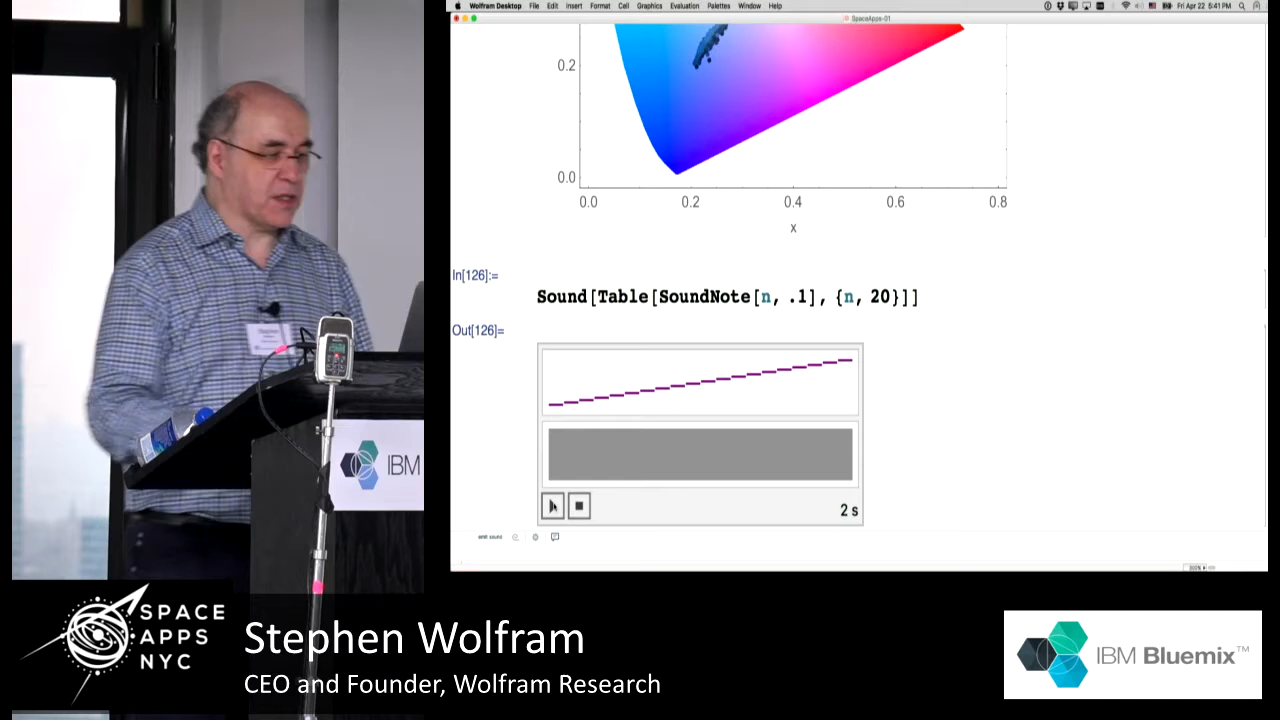 Wolfram Desktop File Edit Insert Format Cell Graphics Evaluation Palettes Window Help
Fri Apr 22 5:41 PM
SpaceApps-01
0.2
0.0
0.0 0.2 0.4 0.6 0.8
x
In[126]:=
Sound[Table[SoundNote[n, .1], {n, 20}]]
Out[126]=
2 s
Stephen
IBM
SPACE
APPS
NYC
Stephen Wolfram
CEO and Founder, Wolfram Research
IBM Bluemix™